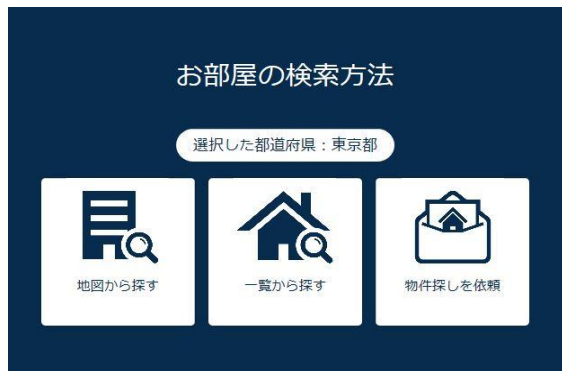 お部屋の検索方法
選択した都道府県：東京都
地図から探す
一覧から探す
物件探しを依頼